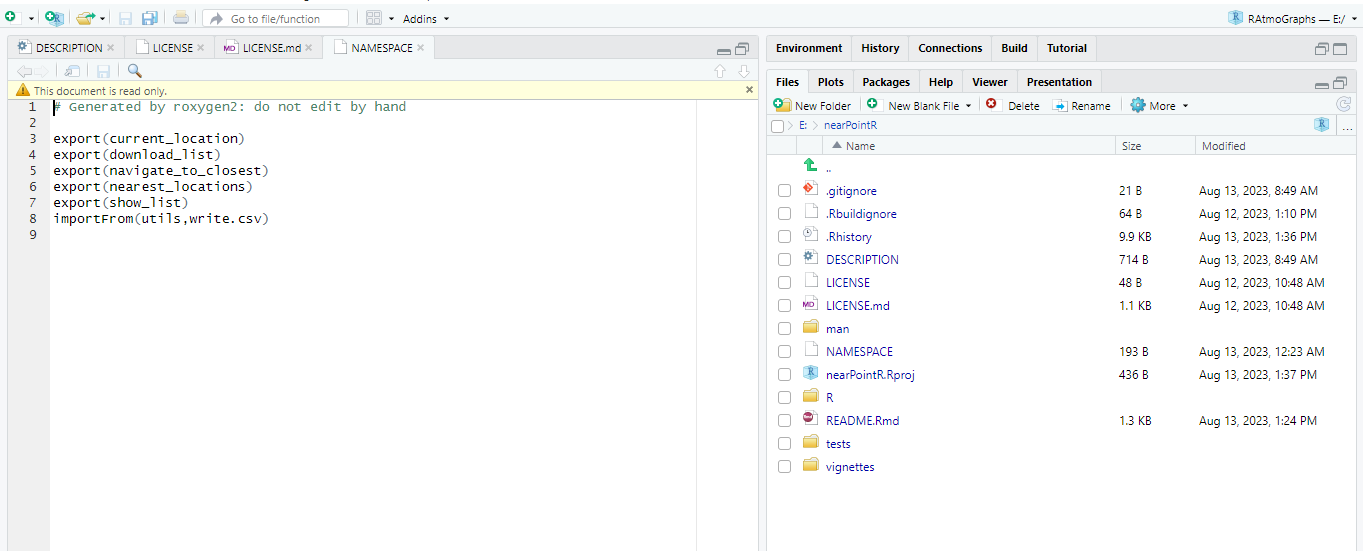 Go to file/function
Addins
RAtmoGraphs — E:/
DESCRIPTION
LICENSE
MD LICENSE.md
NAMESPACE
This document is read only.
1 # Generated by roxygen2: do not edit by hand
2
3 export(current_location)
4 export(download_list)
5 export(navigate_to_closest)
6 export(nearest_locations)
7 export(show_list)
8 importFrom(utils,write.csv)
9
Environment History Connections Build Tutorial
Files Plots Packages Help Viewer Presentation
New Folder New Blank File Delete Rename More
E: nearPointR ...
Name Size Modified
..
.gitignore 21 B Aug 13, 2023, 8:49 AM
.Rbuildignore 64 B Aug 12, 2023, 1:10 PM
.Rhistory 9.9 KB Aug 13, 2023, 1:36 PM
DESCRIPTION 714 B Aug 13, 2023, 8:49 AM
LICENSE 48 B Aug 12, 2023, 10:48 AM
MD LICENSE.md 1.1 KB Aug 12, 2023, 10:48 AM
man
NAMESPACE 193 B Aug 13, 2023, 12:23 AM
R nearPointR.Rproj 436 B Aug 13, 2023, 1:37 PM
R
README.Rmd 1.3 KB Aug 13, 2023, 1:24 PM
tests
vignettes